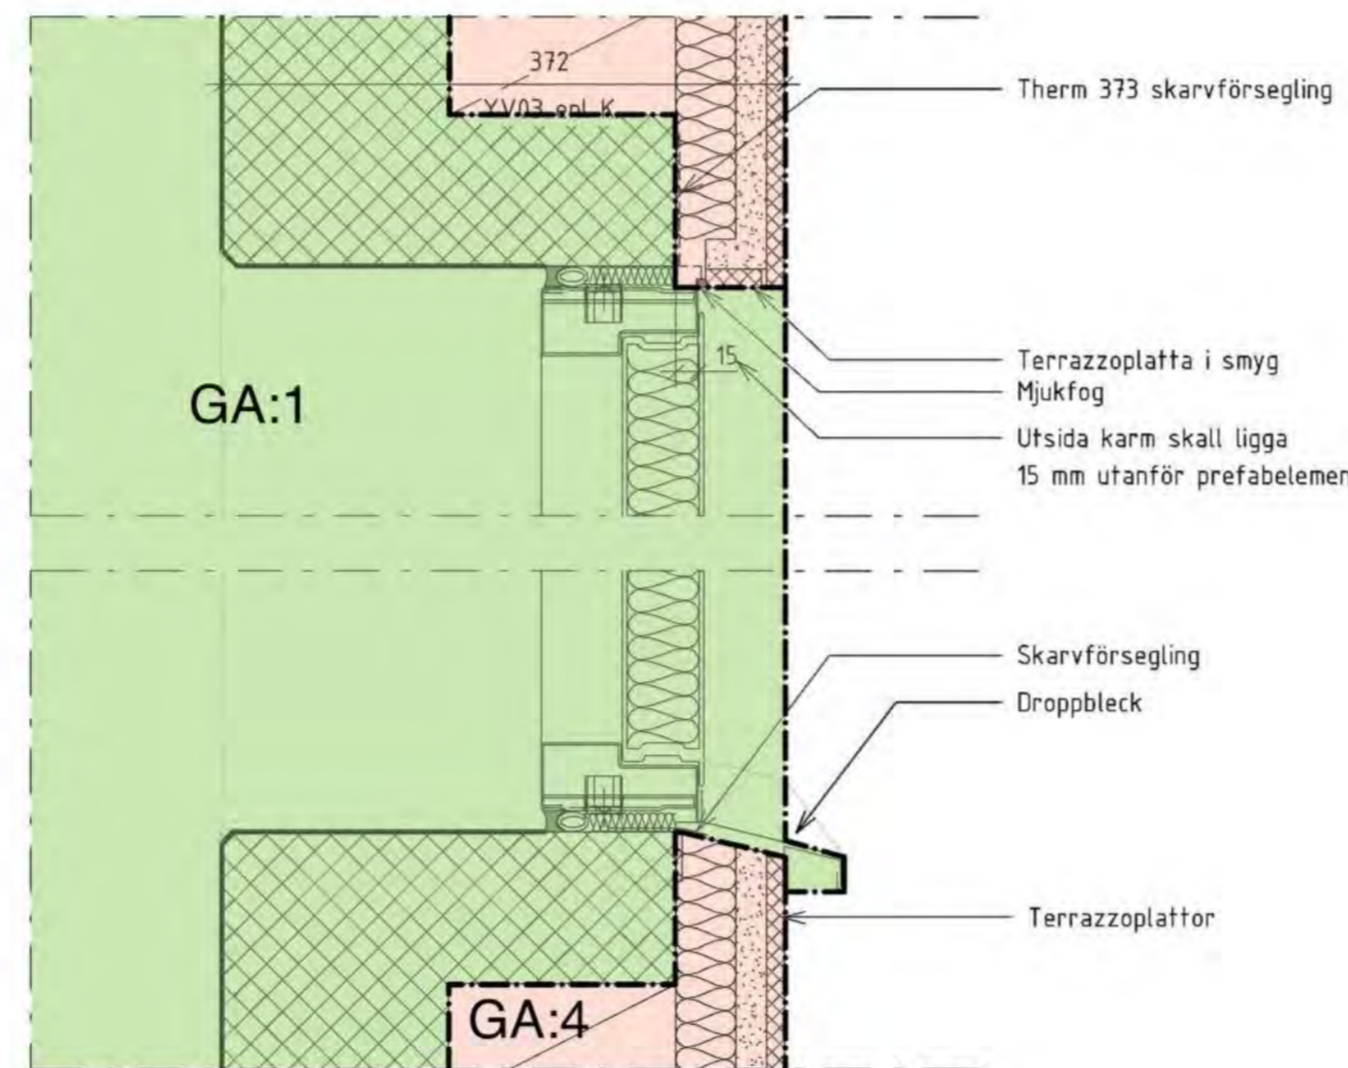 372
Therm 373 skarvförsegling
Terrazzoplatta i smyg
15
Mjukfog
GA:1
Utsida karm skall ligga
15 mm utanför prefabelemen
Skarvförsegling
Droppbleck
Terrazzoplattor
GA:4